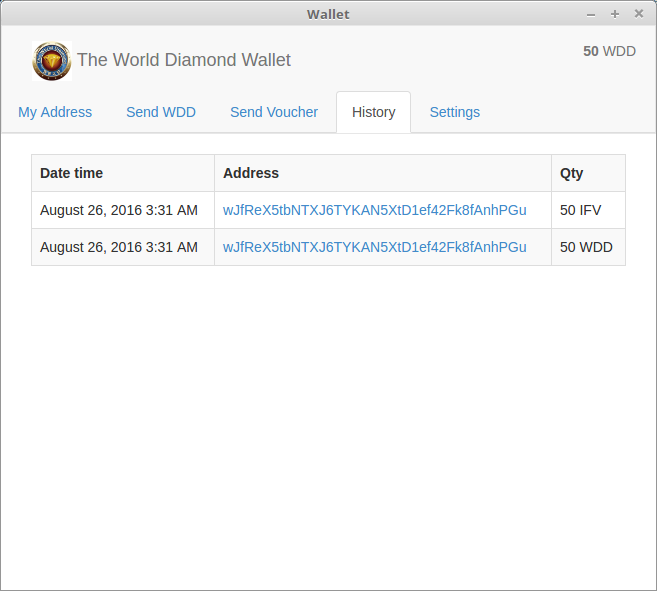 Wallet
The World Diamond Wallet
50 WDD
My Address Send WDD Send Voucher History Settings
Date time Address Qty
August 26, 2016 3:31 AM wJfReX5tbNTXJ6TYKAN5XtD1ef42Fk8fAnhPGu 50 IFV
August 26, 2016 3:31 AM wJfReX5tbNTXJ6TYKAN5XtD1ef42Fk8fAnhPGu 50 WDD